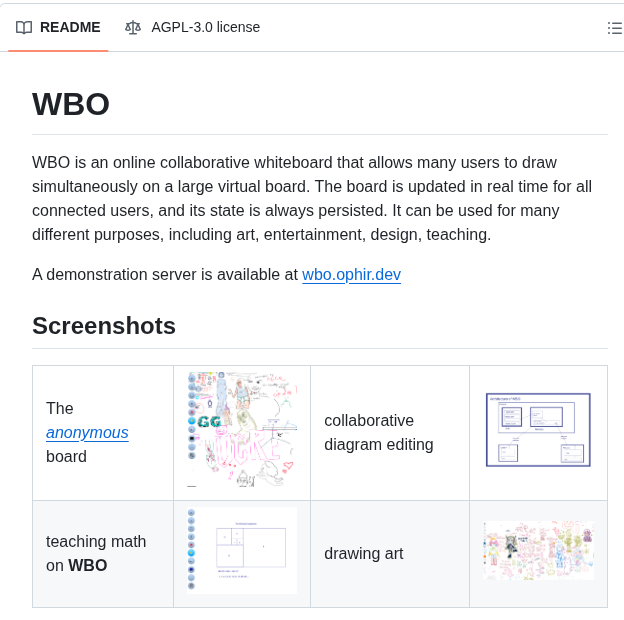 README
AGPL-3.0 license
WBO
WBO is an online collaborative whiteboard that allows many users to draw
simultaneously on a large virtual board. The board is updated in real time for all
connected users, and its state is always persisted. It can be used for many
different purposes, including art, entertainment, design, teaching.
A demonstration server is available at wbo.ophir.dev
Screenshots
The
anonymous
board
GG
collaborative
diagram editing
teaching math
on WBO
drawing art